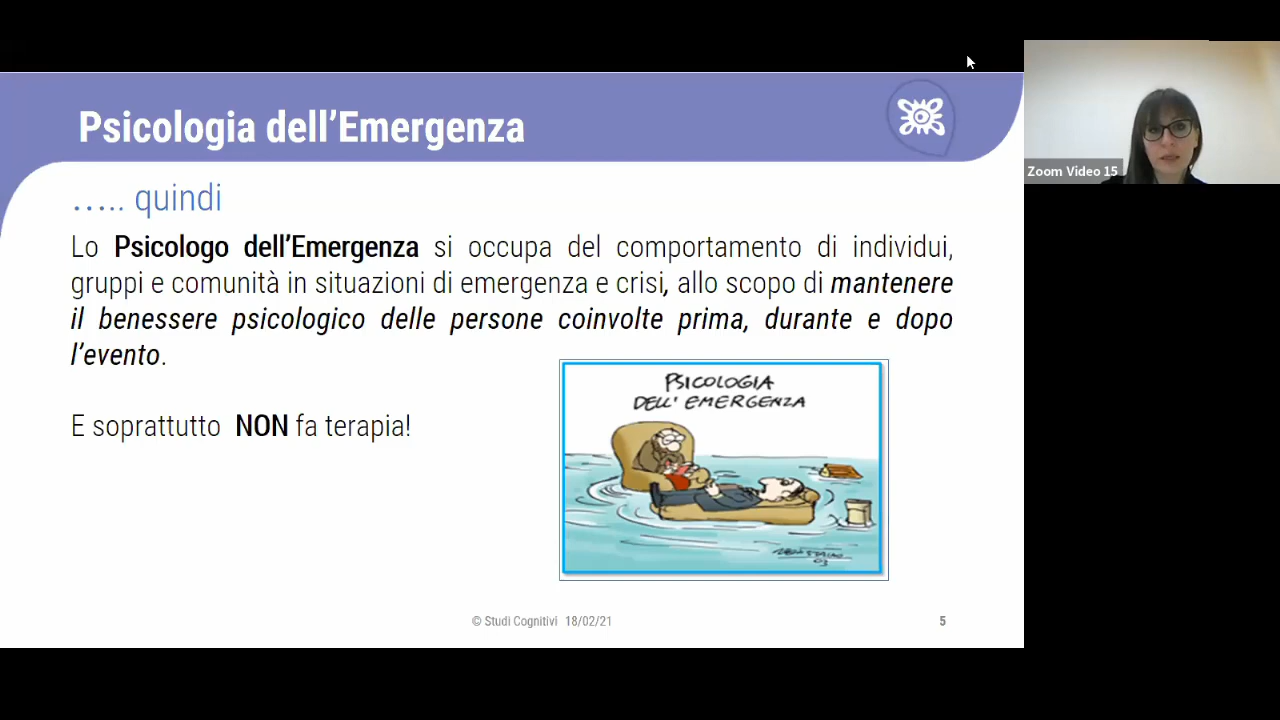 Psicologia dell'Emergenza
Zoom Video 15
….. quindi
Lo Psicologo dell'Emergenza si occupa del comportamento di individui,
gruppi e comunità in situazioni di emergenza e crisi, allo scopo di mantenere
il benessere psicologico delle persone coinvolte prima, durante e dopo
l'evento.
E soprattutto NON fa terapia!
PSICOLOGIA
DELL' EMERGENZA
03
© Studi Cognitivi 18/02/21
5